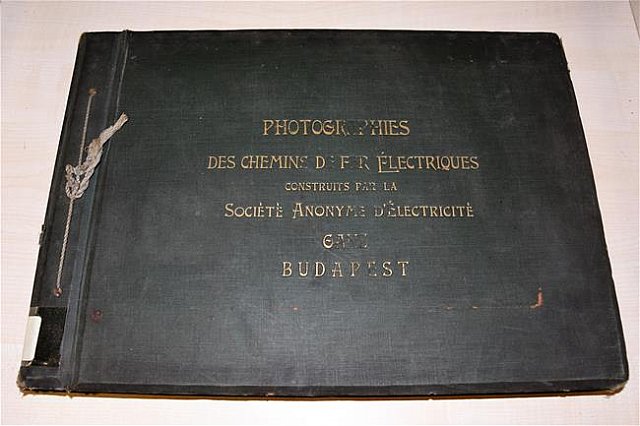 PHOTOGRAPHIES
DES CHEMINS DE FER ÉLECTRIQUES
CONSTRUITS PAR LA
SOCIÉTÉ ANONYME D'ÉLECTRICITÉ
GANZ
BUDAPEST